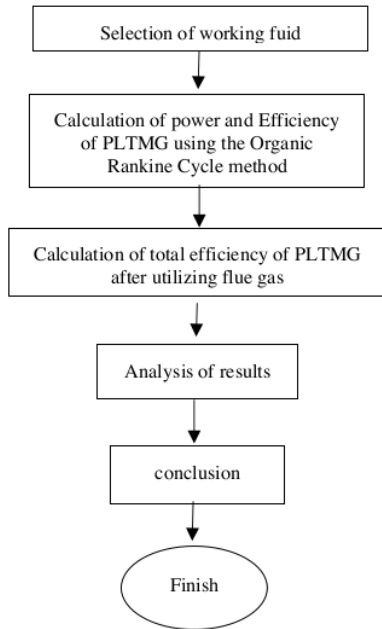 Selection of working fuid
Calculation of power and Efficiency
of PLTMG using the Organic
Rankine Cycle method
Calculation of total efficiency of PLTMG
after utilizing flue gas
Analysis of results
conclusion
Finish